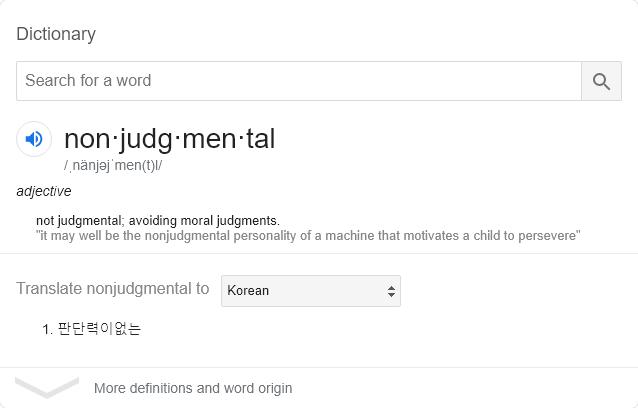 Dictionary
Search for a word
non·judg·men·tal
/ˌnänjəjˈmen(t)l/
adjective
not judgmental; avoiding moral judgments.
"it may well be the nonjudgmental personality of a machine that motivates a child to persevere"
Translate nonjudgmental to Korean
1. 판단력이없는
More definitions and word origin